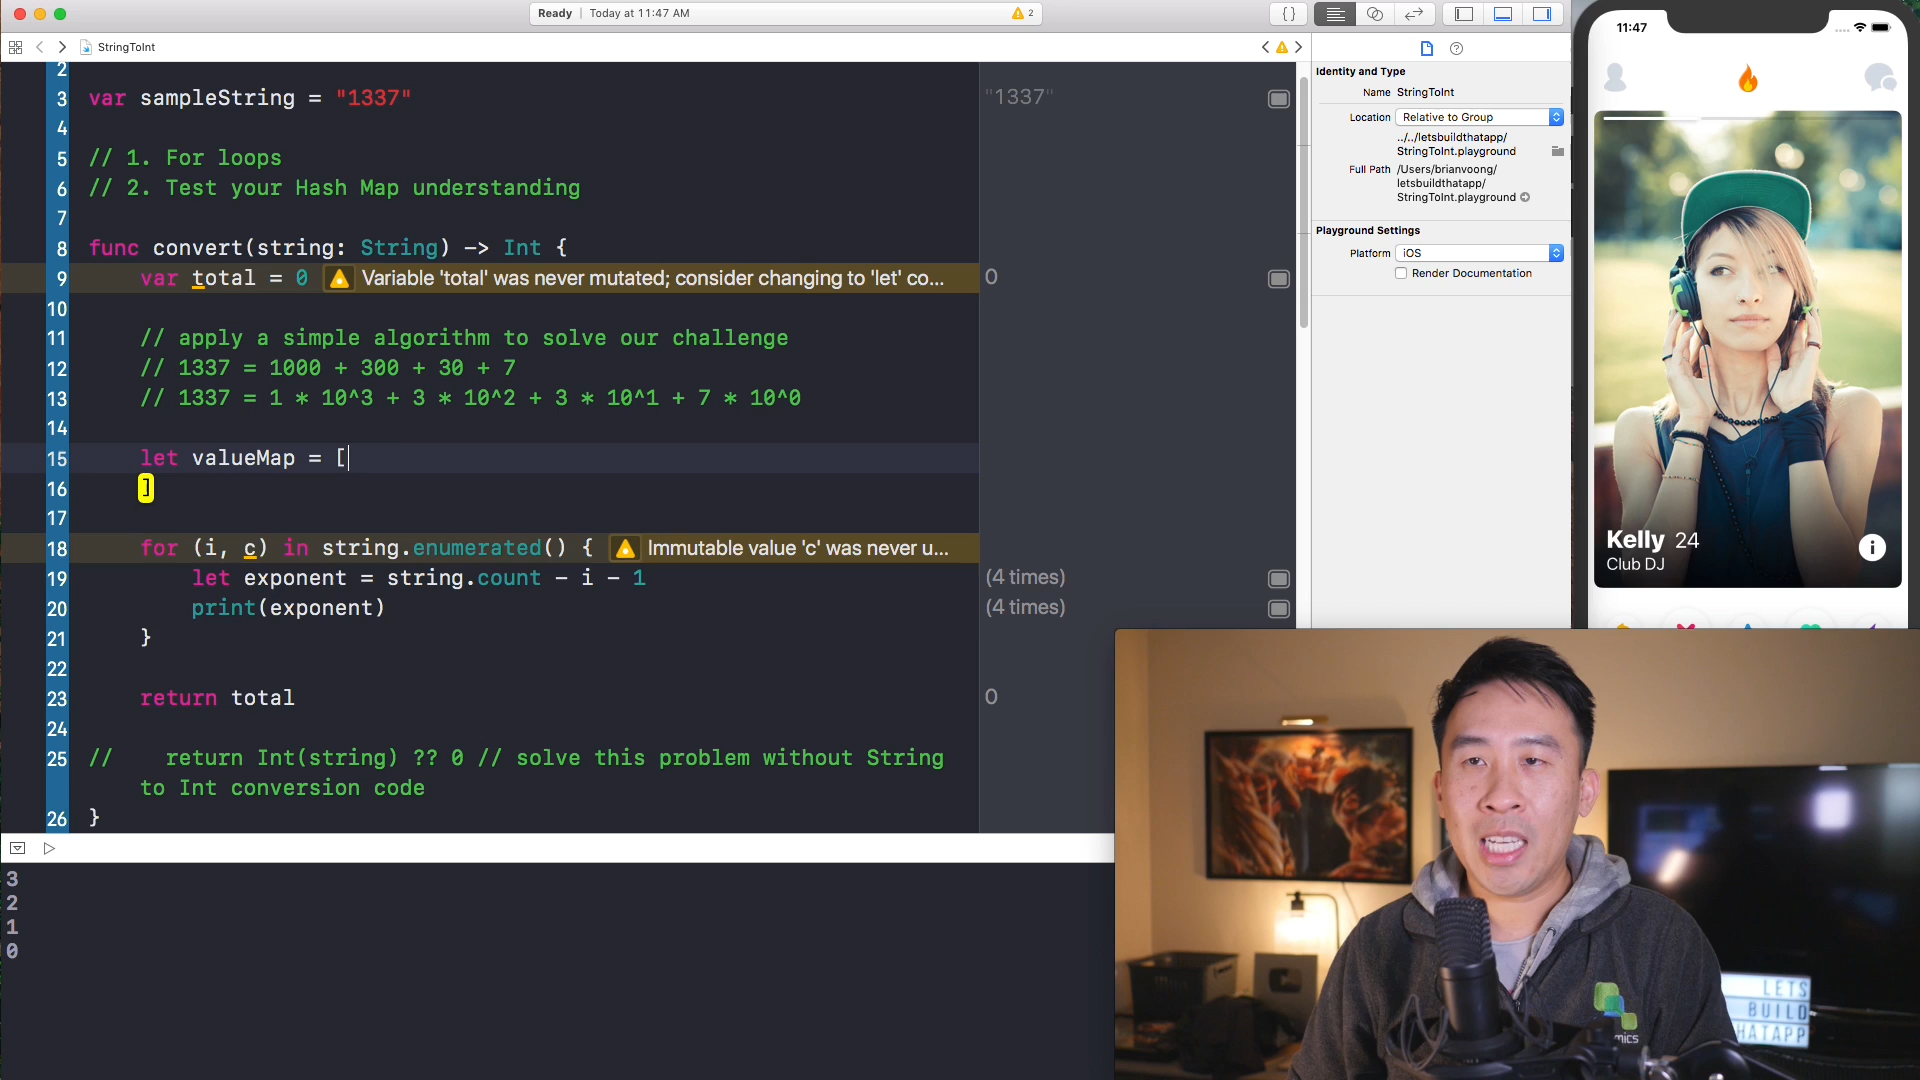 Ready | Today at 11:47 AM
2
StringToInt
2
3 var sampleString = "1337"
"1337"
4
5 // 1. For loops
6 // 2. Test your Hash Map understanding
7
8 func convert(string: String) -> Int {
9 var total = 0 Variable 'total' was never mutated; consider changing to 'let' co...
0
10
11 // apply a simple algorithm to solve our challenge
12 // 1337 = 1000 + 300 + 30 + 7
13 // 1337 = 1 * 10^3 + 3 * 10^2 + 3 * 10^1 + 7 * 10^0
14
15 let valueMap = [
16 ]
17
18 for (i, c) in string.enumerated() { Immutable value 'c' was never u...
19 let exponent = string.count - i - 1
(4 times)
20 print(exponent)
(4 times)
21 }
22
23 return total
0
24
25 // return Int(string) ?? 0 // solve this problem without String
to Int conversion code
26 }
3
2
1
0
Identity and Type
Name StringToInt
Location Relative to Group
../../letsbuildthatapp/
StringToInt.playground
Full Path /Users/brianvoong/
letsbuildthatapp/
StringToInt.playground
Playground Settings
Platform iOS
Render Documentation
11:47
Kelly 24
Club DJ
mics
LETS
BUILD
HATAPP